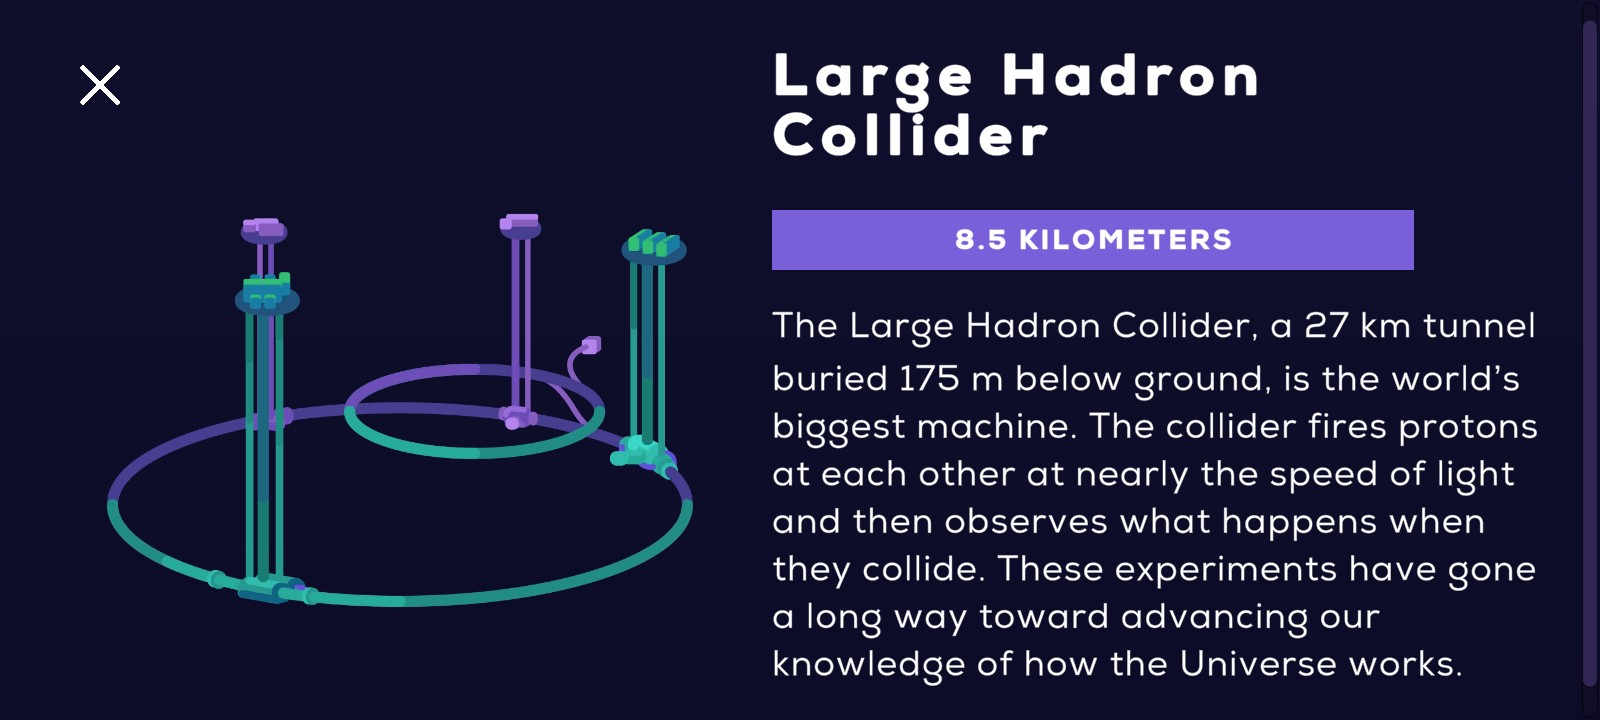 Large Hadron
Collider
8.5 KILOMETERS
The Large Hadron Collider, a 27 km tunnel
buried 175 m below ground, is the world’s
biggest machine. The collider fires protons
at each other at nearly the speed of light
and then observes what happens when
they collide. These experiments have gone
a long way toward advancing our
knowledge of how the Universe works.